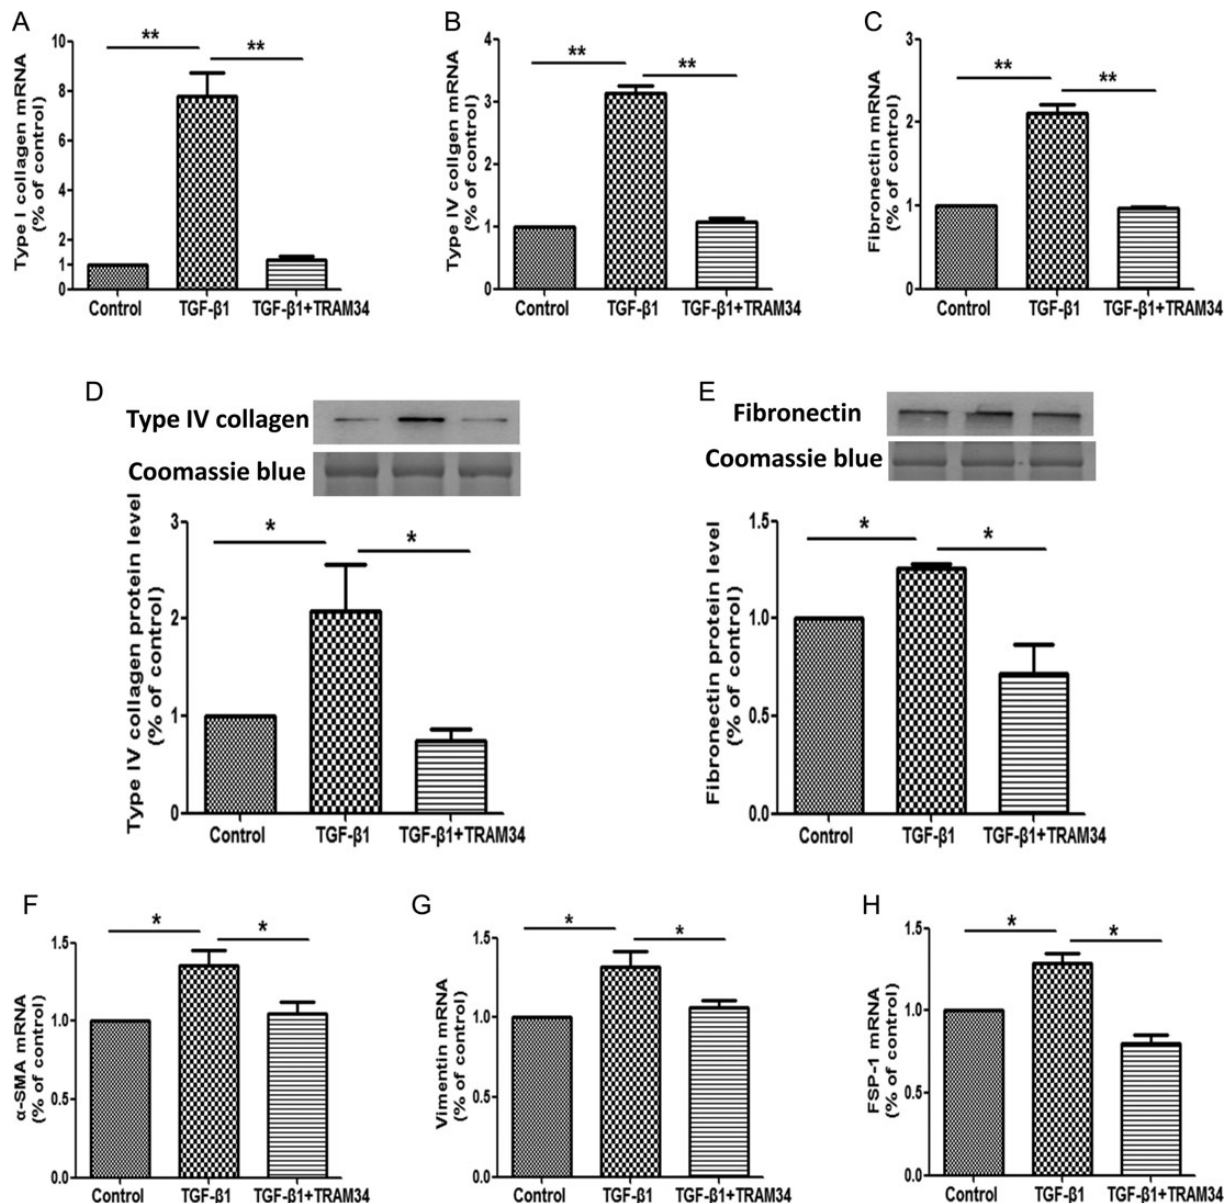 A
Type I collagen mRNA
(% of control)
10
8
6
4
2
1
0
**
**
Control
TGF-β1
TGF-β1+TRAM34
B
Type IV collgen mRNA
(% of control)
4
3
2
1
0
**
**
Control
TGF-β1
TGF-β1+TRAM34
C
Fibronectin mRNA
(% of control)
3
2
1
0
**
**
Control
TGF-β1
TGF-β1+TRAM34
D
Type IV collagen
Coomassie blue
Type IV collagen protein level
(% of control)
3
2
1
0
*
*
Control
TGF-β1
TGF-β1+TRAM34
E
Fibronectin
Coomassie blue
Fibronectin protein level
(% of control)
1.5
1.0
0.5
0.0
*
*
Control
TGF-β1
TGF-β1+TRAM34
F
α-SMA mRNA
(% of control)
1.5
1.0
0.5
0.0
*
*
Control
TGF-β1
TGF-β1+TRAM34
G
Vimentin mRNA
(% of control)
1.5
1.0
0.5
0.0
*
*
Control
TGF-β1
TGF-β1+TRAM34
H
FSP-1 mRNA
(% of control)
1.5
1.0
0.5
0.0
*
*
Control
TGF-β1
TGF-β1+TRAM34